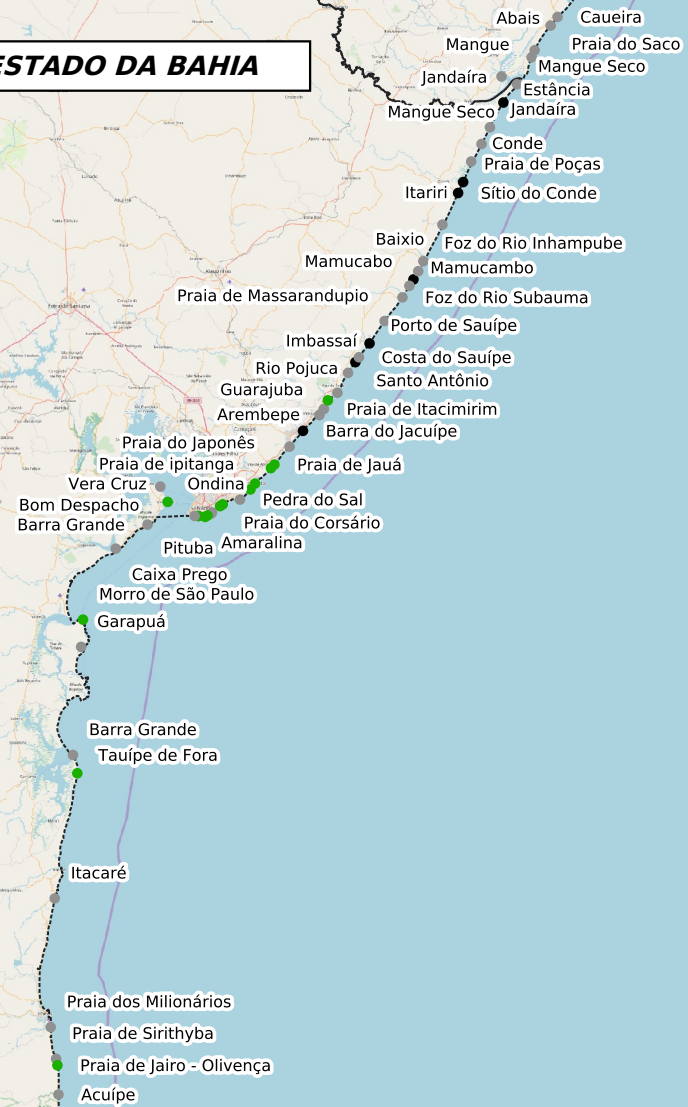 Abais
Caueira
Mangue
Praia do Saco
ESTADO DA BAHIA
Mangue Seco
Jandaíra
Estância
Mangue Seco
Jandaíra
Conde
Praia de Poças
Itariri
Sítio do Conde
Baixio
Foz do Rio Inhampube
Mamucabo
Mamucambo
Praia de Massarandupio
Foz do Rio Subauma
Porto de Sauípe
Imbassaí
Costa do Sauípe
Rio Pojuca
Santo Antônio
Guarajuba
Praia de Itacimirim
Arembepe
Barra do Jacuípe
Praia do Japonês
Praia de ipitanga
Praia de Jauá
Vera Cruz
Ondina
Bom Despacho
Pedra do Sal
Barra Grande
Praia do Corsário
Pituba
Amaralina
Caixa Prego
Morro de São Paulo
Garapuá
Barra Grande
Tauípe de Fora
Itacaré
Praia dos Milionários
Praia de Sirithyba
Praia de Jairo - Olivença
Acuípe